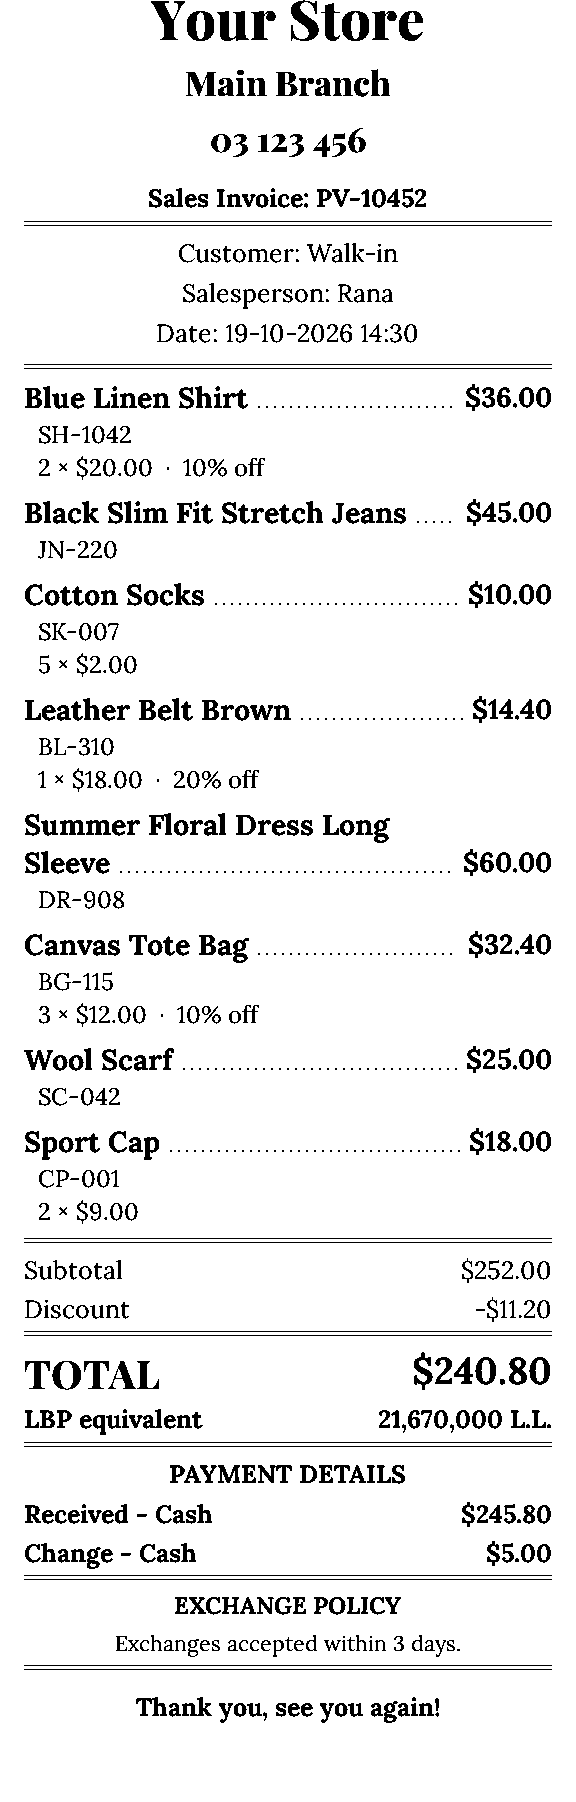 Your Store
Main Branch
03 123 456
Sales Invoice: PV-10452
Customer: Walk-in
Salesperson: Rana
Date: 19-10-2026 14:30
Blue Linen Shirt ........................ $36.00
SH-1042
2 × $20.00 · 10% off
Black Slim Fit Stretch Jeans ..... $45.00
JN-220
Cotton Socks .............................. $10.00
SK-007
5 × $2.00
Leather Belt Brown .................... $14.40
BL-310
1 × $18.00 · 20% off
Summer Floral Dress Long
Sleeve ......................................... $60.00
DR-908
Canvas Tote Bag ........................ $32.40
BG-115
3 × $12.00 · 10% off
Wool Scarf .................................. $25.00
SC-042
Sport Cap .................................... $18.00
CP-001
2 × $9.00
Subtotal $252.00
Discount -$11.20
TOTAL $240.80
LBP equivalent 21,670,000 L.L.
PAYMENT DETAILS
Received - Cash $245.80
Change - Cash $5.00
EXCHANGE POLICY
Exchanges accepted within 3 days.
Thank you, see you again!